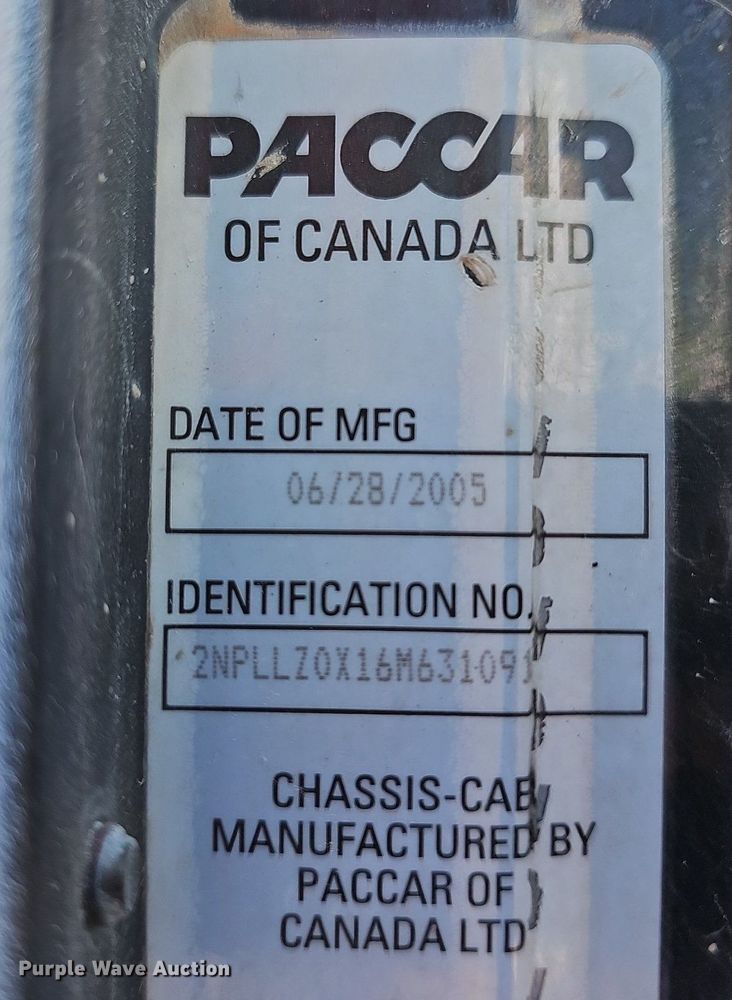 PACCAR
OF CANADA LTD
DATE OF MFG
06/28/2005
IDENTIFICATION NO.
2NPLLZ0X16M631091
CHASSIS-CAB
MANUFACTURED BY
PACCAR OF
CANADA LTD
Purple Wave Auction